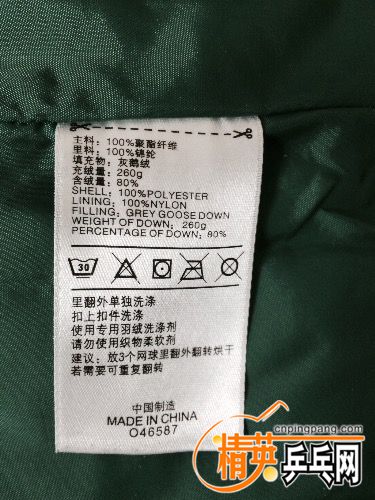 主料：100%聚酯纤维
里料：100%锦纶
填充物：灰鹅绒
充绒量：260g
含绒量：80%
SHELL: 100%POLYESTER
LINING: 100%NYLON
FILLING: GREY GOOSE DOWN
WEIGHT OF DOWN: 260g
PERCENTAGE OF DOWN: 80%
30
里翻外单独洗涤
扣上扣件洗涤
使用专用羽绒洗涤剂
请勿使用织物柔软剂
建议：放3个网球里翻外翻转烘干
若需可重复翻转
中国制造
MADE IN CHINA
O46587
cnpingpang.com
精英乒乓网